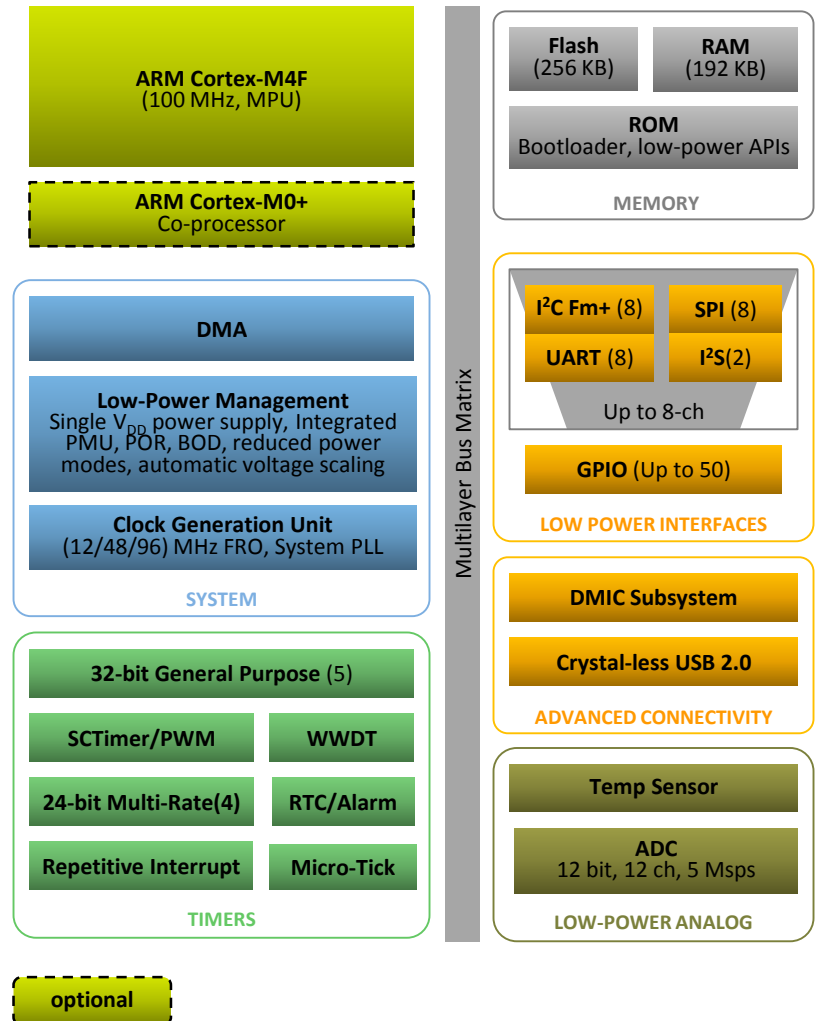 ARM Cortex-M4F
(100 MHz, MPU)
ARM Cortex-M0+
Co-processor
DMA
Low-Power Management
Single V_DD power supply, Integrated
PMU, POR, BOD, reduced power
modes, automatic voltage scaling
Clock Generation Unit
(12/48/96) MHz FRO, System PLL
SYSTEM
32-bit General Purpose (5)
SCTimer/PWM
WWDT
24-bit Multi-Rate(4)
RTC/Alarm
Repetitive Interrupt
Micro-Tick
TIMERS
optional
Multilayer Bus Matrix
Flash
(256 KB)
RAM
(192 KB)
ROM
Bootloader, low-power APIs
MEMORY
I²C Fm+ (8)
SPI (8)
UART (8)
I²S(2)
Up to 8-ch
GPIO (Up to 50)
LOW POWER INTERFACES
DMIC Subsystem
Crystal-less USB 2.0
ADVANCED CONNECTIVITY
Temp Sensor
ADC
12 bit, 12 ch, 5 Msps
LOW-POWER ANALOG